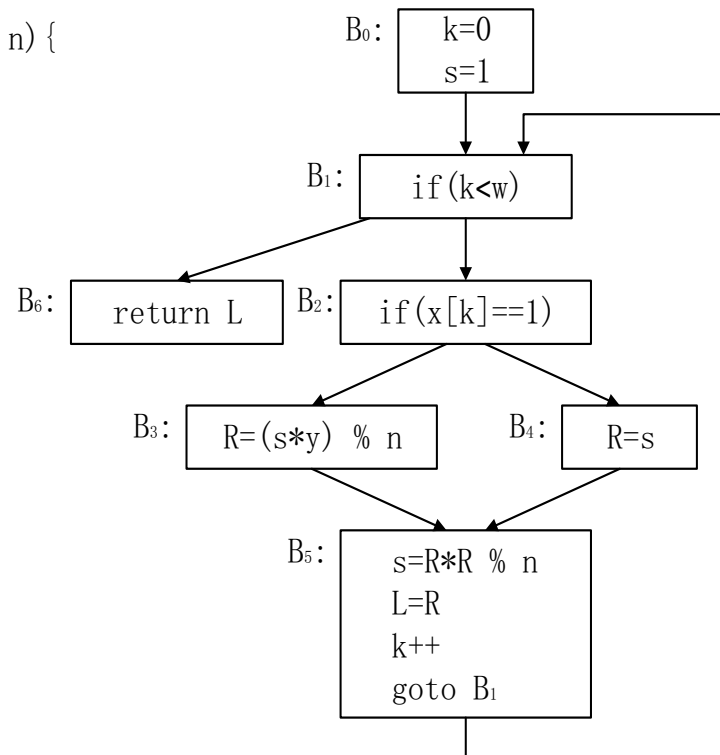 n) {
B₀:
k=0
s=1
B₁:
if(k<w)
B₆:
return L
B₂:
if(x[k]==1)
B₃:
R=(s*y) % n
B₄:
R=s
B₅:
s=R*R % n
L=R
k++
goto B₁